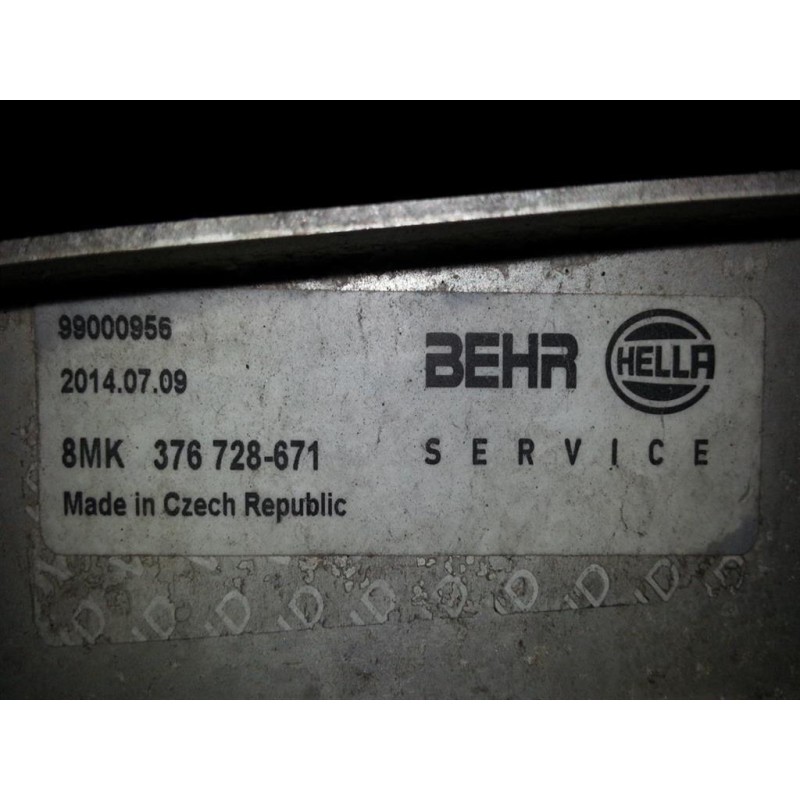 99000956
2014.07.09
8MK 376 728-671
Made in Czech Republic
BEHR HELLA
SERVICE